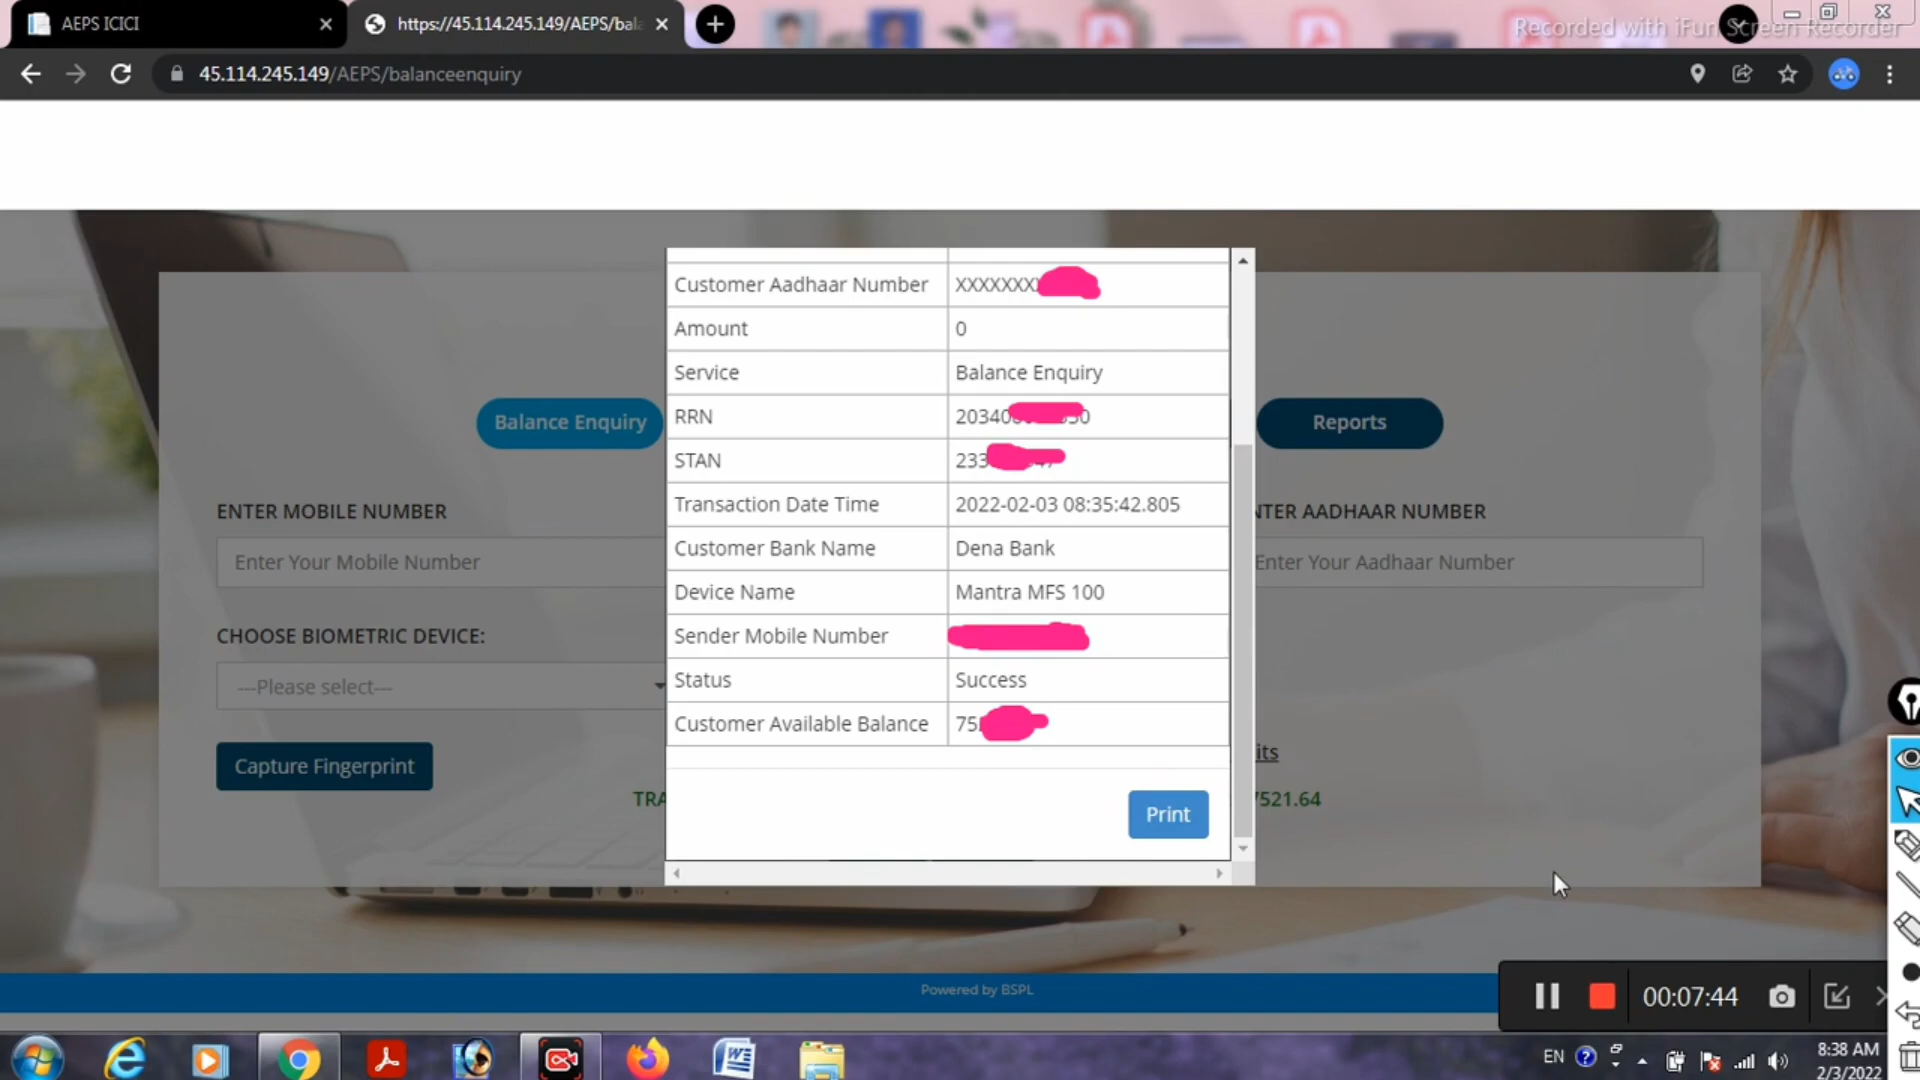 AEPS ICICI
https://45.114.245.149/AEPS/bal
Recorded with iFun Screen Recorder
45.114.245.149/AEPS/balanceenquiry
Customer Aadhaar Number XXXXXXX
Amount 0
Service Balance Enquiry
Balance Enquiry
RRN 20340
Reports
STAN 233
ENTER MOBILE NUMBER
Transaction Date Time 2022-02-03 08:35:42.805
NTER AADHAAR NUMBER
Enter Your Mobile Number
Customer Bank Name Dena Bank
Enter Your Aadhaar Number
Device Name Mantra MFS 100
CHOOSE BIOMETRIC DEVICE:
Sender Mobile Number
---Please select---
Status Success
Customer Available Balance 75
its
Capture Fingerprint
TRA
7521.64
Print
Powered by BSPL
00:07:44
EN
8:38 AM
2/3/2022